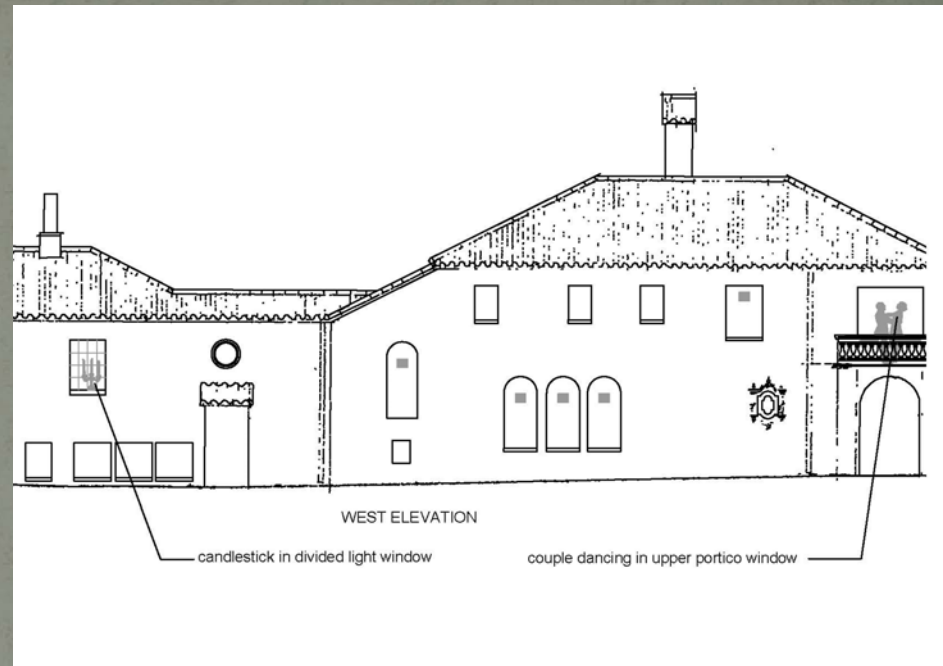 WEST ELEVATION
candlestick in divided light window
couple dancing in upper portico window